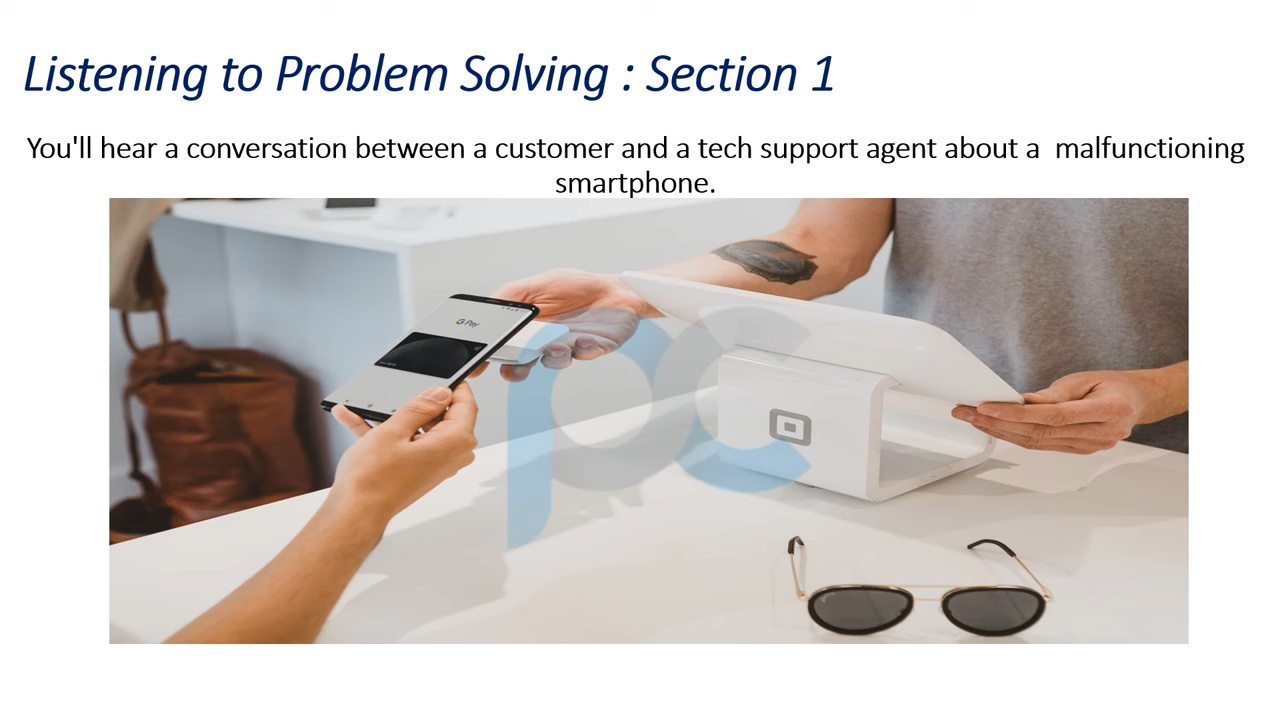 Listening to Problem Solving : Section 1
You'll hear a conversation between a customer and a tech support agent about a  malfunctioning
smartphone.
G Pay
pc